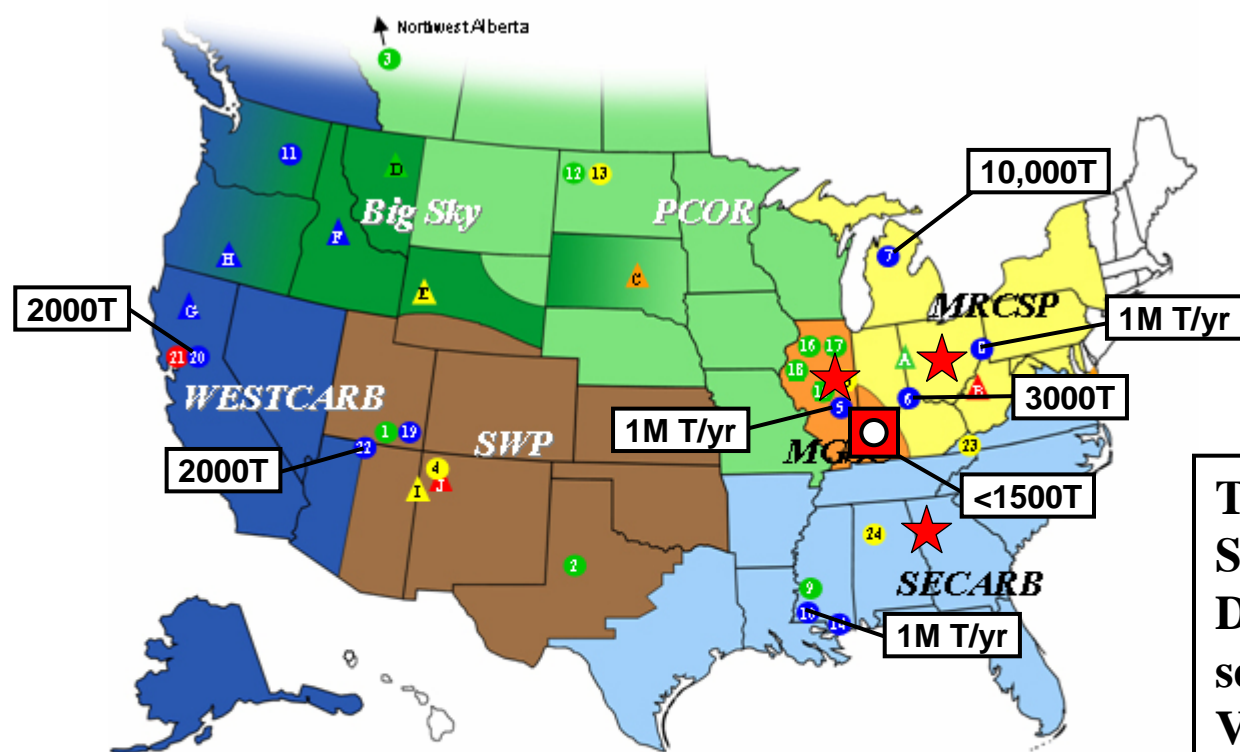 Northwest Alberta
3
11
D
12
13
10,000T
Big Sky
PCOR
7
F
H
E
C
2000T
G
MRCSP
1M T/yr
21
20
16
17
A
18
B
WESTCARB
5
6
3000T
1M T/yr
1
19
SWP
22
23
2000T
4
I
J
<1500T
24
2
SECARB
9
1M T/yr
T
S
D
V